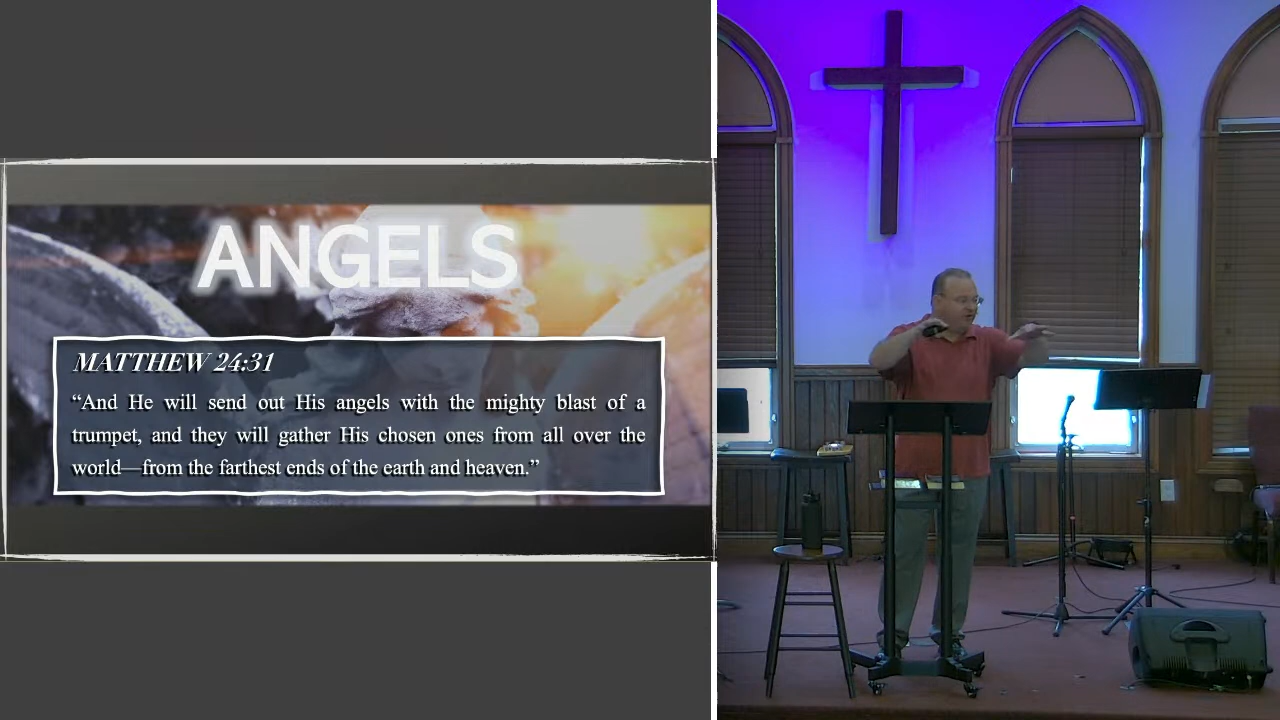 ANGELS
MATTHEW 24:31
“And He will send out His angels with the mighty blast of a
trumpet, and they will gather His chosen ones from all over the
world—from the farthest ends of the earth and heaven.”